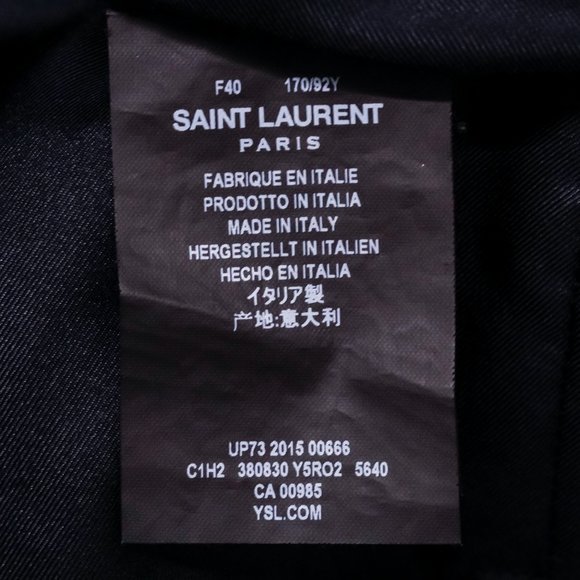 F40 170/92Y
SAINT LAURENT
PARIS
FABRIQUE EN ITALIE
PRODOTTO IN ITALIA
MADE IN ITALY
HERGESTELLT IN ITALIEN
HECHO EN ITALIA
イタリア製
产地:意大利
UP73 2015 00666
C1H2 380830 Y5RO2 5640
CA 00985
YSL.COM